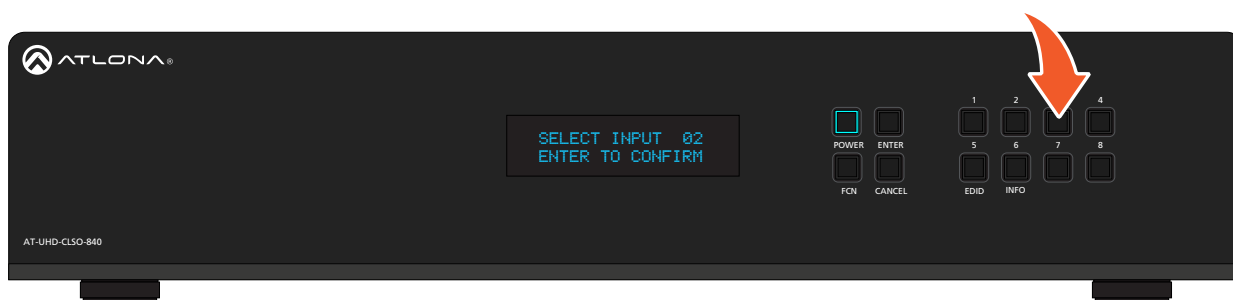 ATLONA®
SELECT INPUT 02
ENTER TO CONFIRM
1 2 4
POWER ENTER 5 6 7 8
FCN CANCEL EDID INFO
AT-UHD-CLSO-840